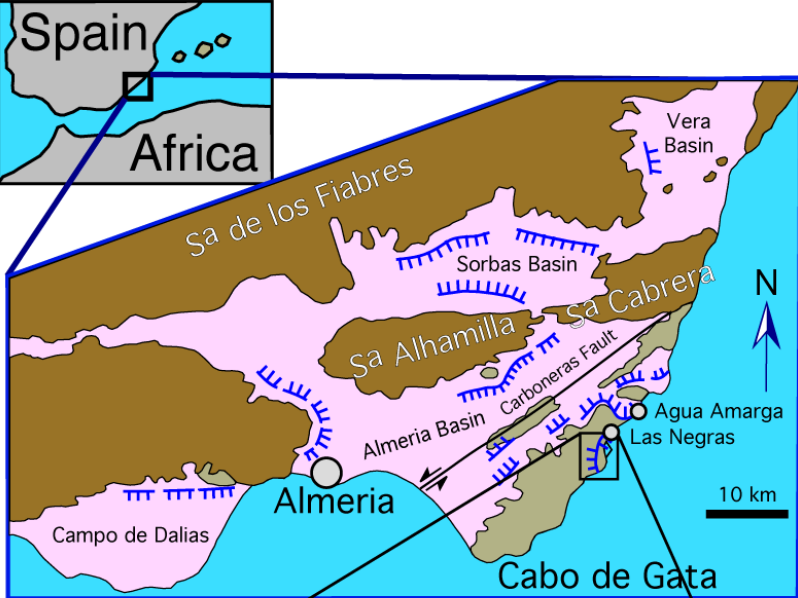 Spain
Africa
Vera
Basin
Sa de los Fiabres
Sorbas Basin
Sa Cabrera
N
Sa Alhamilla
Carboneras Fault
Almeria Basin
Agua Amarga
Las Negras
Almeria
10 km
Campo de Dalias
Cabo de Gata